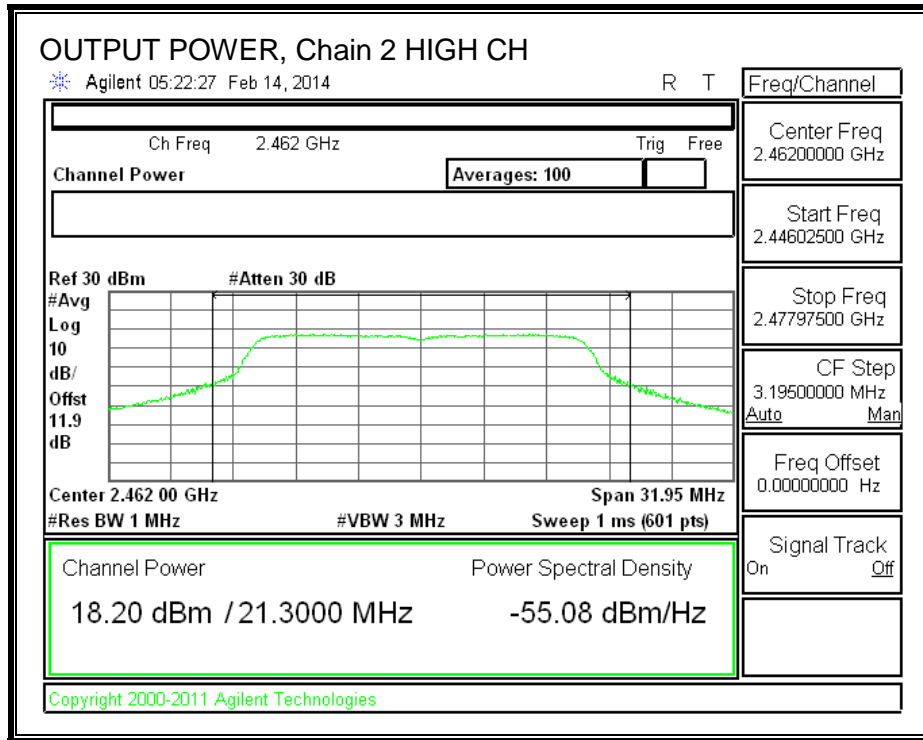 OUTPUT POWER, Chain 2 HIGH CH
Agilent 05:22:27 Feb 14, 2014 R T
Ch Freq 2.462 GHz Trig Free
Channel Power Averages: 100
Ref 30 dBm #Atten 30 dB
#Avg
Log
10
dB/
Offst
11.9
dB
Center 2.462 00 GHz Span 31.95 MHz
#Res BW 1 MHz #VBW 3 MHz Sweep 1 ms (601 pts)
Channel Power Power Spectral Density
18.20 dBm / 21.3000 MHz -55.08 dBm/Hz
Copyright 2000-2011 Agilent Technologies
Freq/Channel
Center Freq
2.46200000 GHz
Start Freq
2.44602500 GHz
Stop Freq
2.47797500 GHz
CF Step
3.19500000 MHz
Auto Man
Freq Offset
0.00000000 Hz
Signal Track
On Off